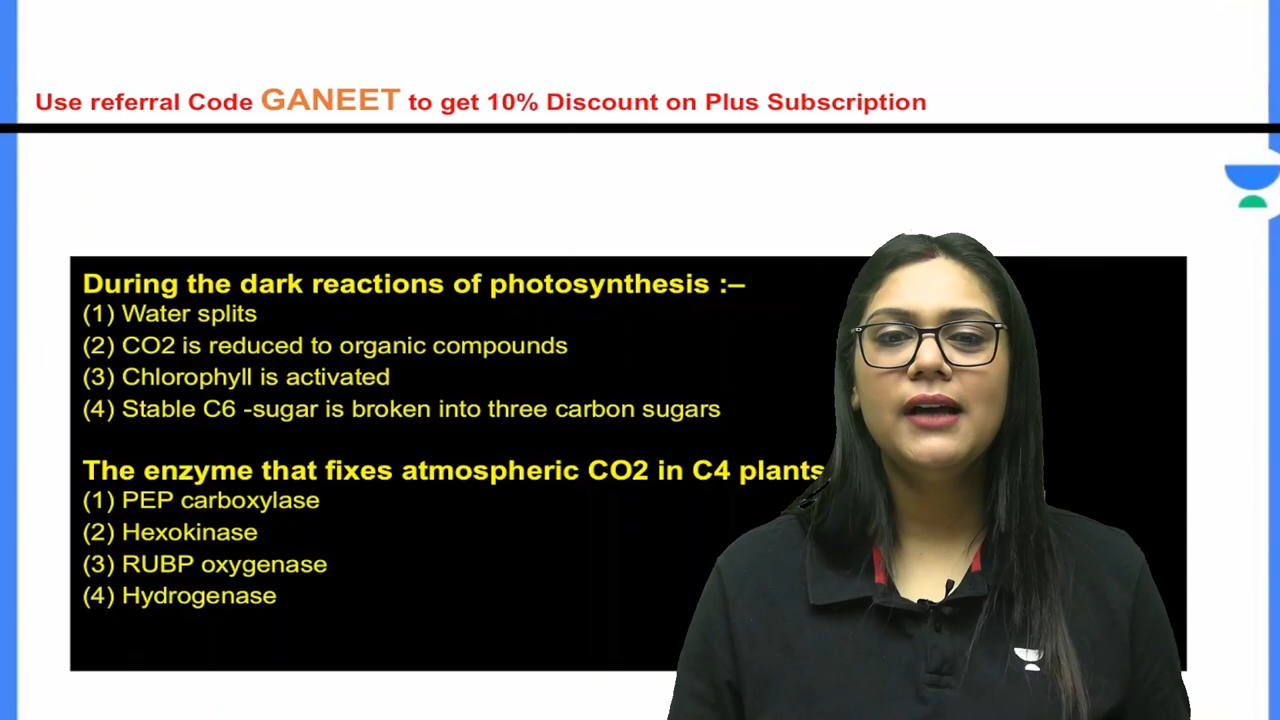 Use referral Code GANEET to get 10% Discount on Plus Subscription
During the dark reactions of photosynthesis :–
(1) Water splits
(2) CO2 is reduced to organic compounds
(3) Chlorophyll is activated
(4) Stable C6 -sugar is broken into three carbon sugars
The enzyme that fixes atmospheric CO2 in C4 plants
(1) PEP carboxylase
(2) Hexokinase
(3) RUBP oxygenase
(4) Hydrogenase